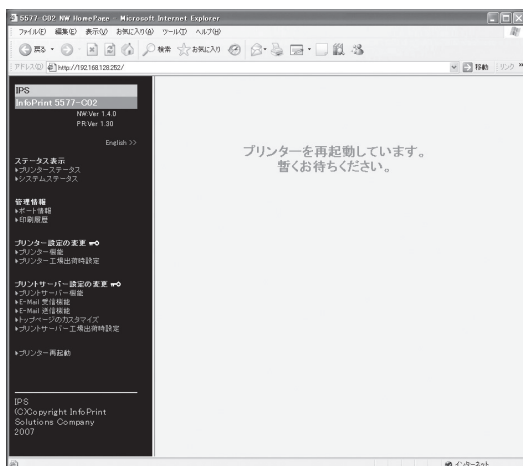 5577-C02 NW HomePage - Microsoft Internet Explorer
ファイル(F) 編集(E) 表示(V) お気に入り(A) ツール(T) ヘルプ(H)
戻る 検索 お気に入り
アドレス(D) http://192.168.128.252/ 移動 リンク »
IPS
InfoPrint 5577-C02
NW:Ver 1.4.0
PR:Ver 1.30
English >>
ステータス表示
プリンターステータス
システムステータス
管理情報
ポート情報
印刷履歴
プリンター設定の変更
プリンター機能
プリンター工場出荷時設定
プリントサーバー設定の変更
プリントサーバー機能
E-Mail 受信機能
E-Mail 送信機能
トップページのカスタマイズ
プリントサーバー工場出荷時設定
プリンター再起動
IPS
(C)Copyright InfoPrint
Solutions Company
2007
プリンターを再起動しています。
暫くお待ちください。
インターネット